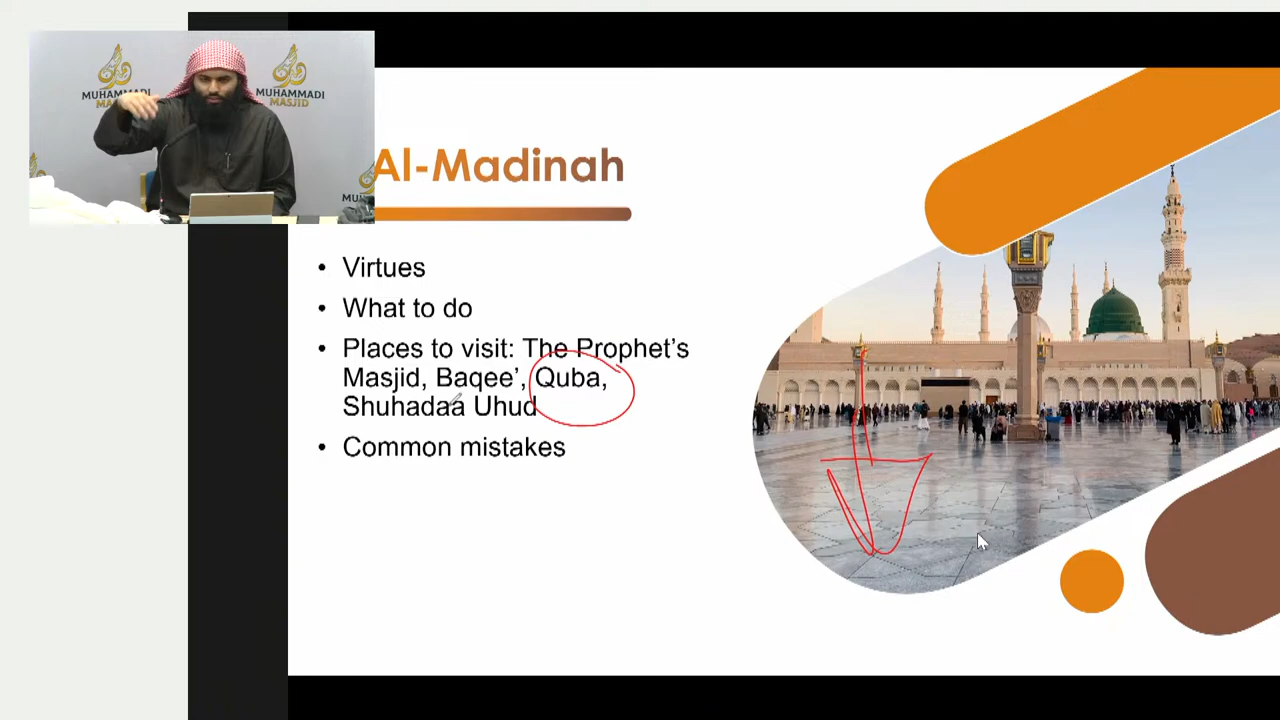 MUHAMMADI
MASJID
MUHAMMADI
MASJID
MU
Al-Madinah
• Virtues
• What to do
• Places to visit: The Prophet's
Masjid, Baqee', Quba,
Shuhadaa Uhud
• Common mistakes